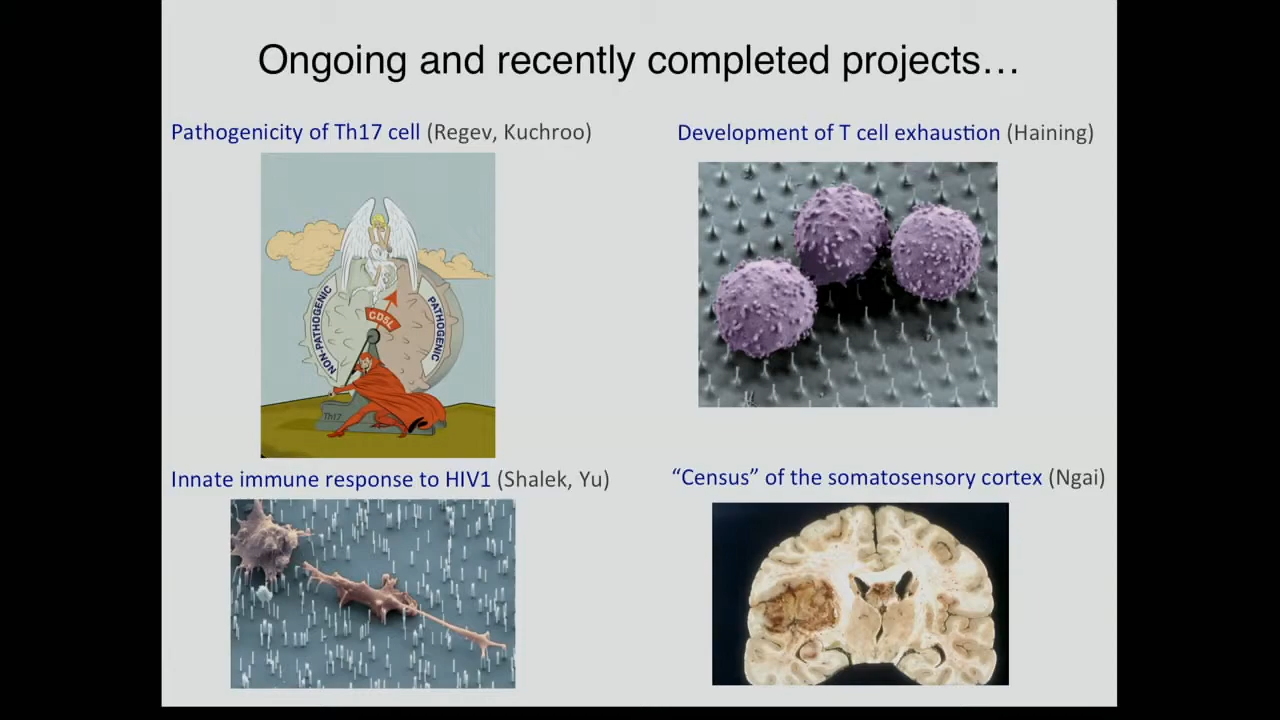 Ongoing and recently completed projects…
Pathogenicity of Th17 cell (Regev, Kuchroo)
Development of T cell exhaustion (Haining)
NON-PATHOGENIC
PATHOGENIC
CD5L
Th17
Innate immune response to HIV1 (Shalek, Yu)
“Census” of the somatosensory cortex (Ngai)